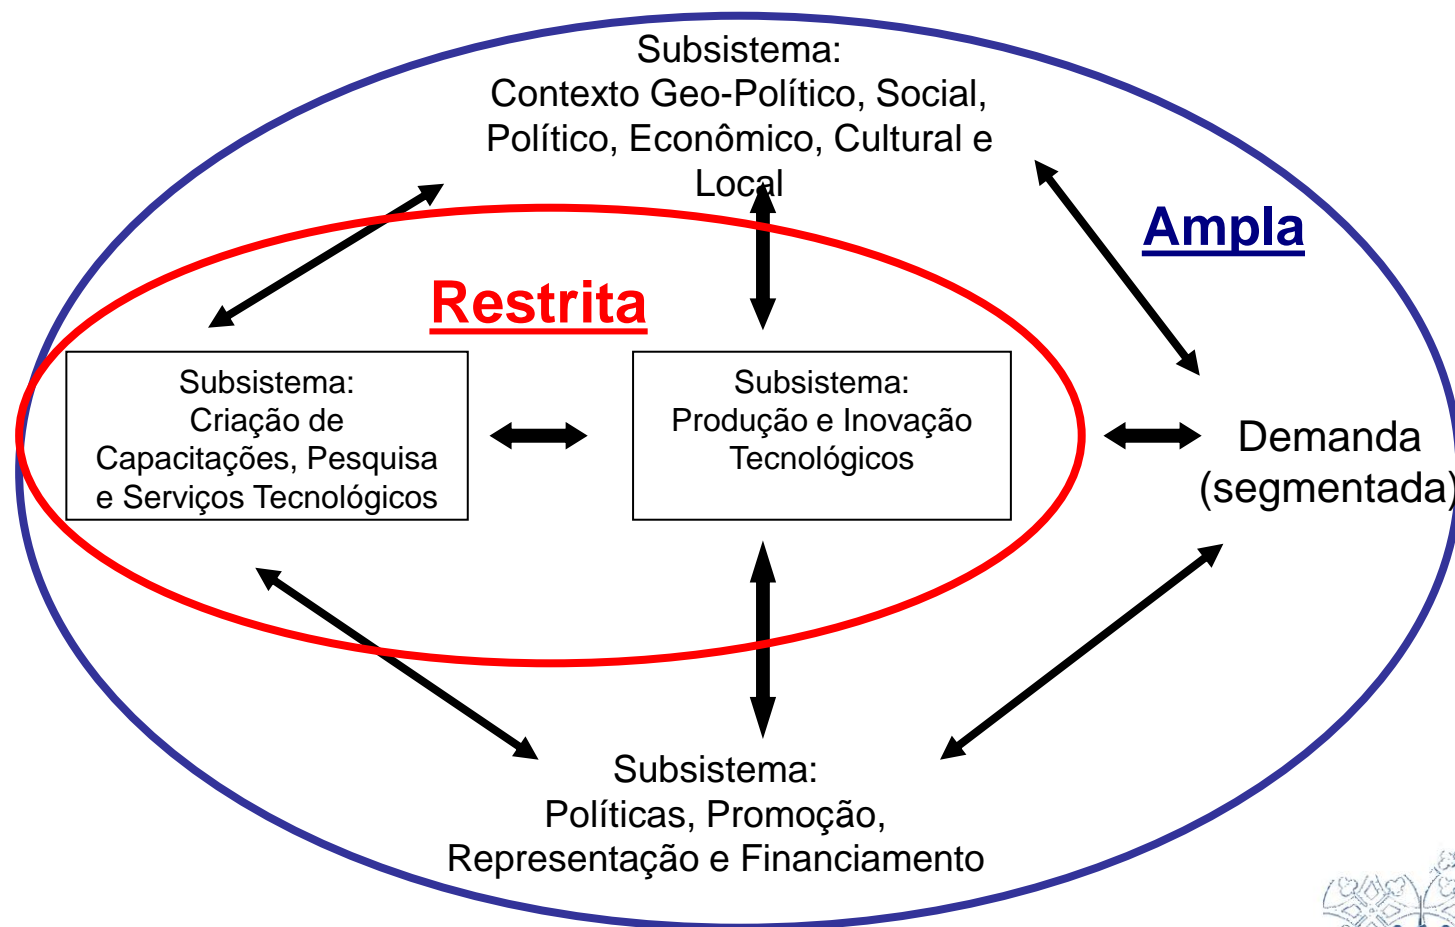 Subsistema:
Contexto Geo-Político, Social,
Político, Econômico, Cultural e
Local
Ampla
Restrita
Subsistema:
Criação de
Capacitações, Pesquisa
e Serviços Tecnológicos
Subsistema:
Produção e Inovação
Tecnológicos
Demanda
(segmentada)
Subsistema:
Políticas, Promoção,
Representação e Financiamento